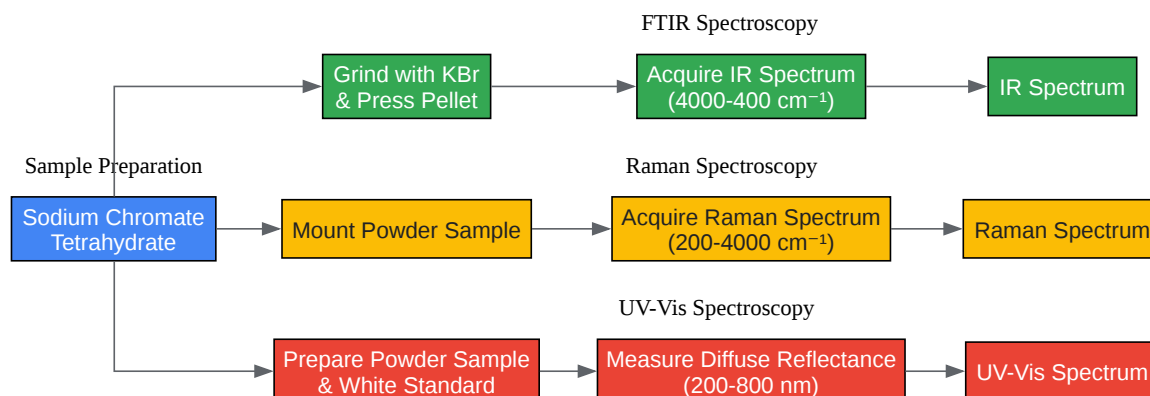 FTIR Spectroscopy
Grind with KBr
& Press Pellet
Acquire IR Spectrum
(4000-400 cm⁻¹)
IR Spectrum
Sample Preparation
Raman Spectroscopy
Sodium Chromate
Tetrahydrate
Mount Powder Sample
Acquire Raman Spectrum
(200-4000 cm⁻¹)
Raman Spectrum
UV-Vis Spectroscopy
Prepare Powder Sample
& White Standard
Measure Diffuse Reflectance
(200-800 nm)
UV-Vis Spectrum